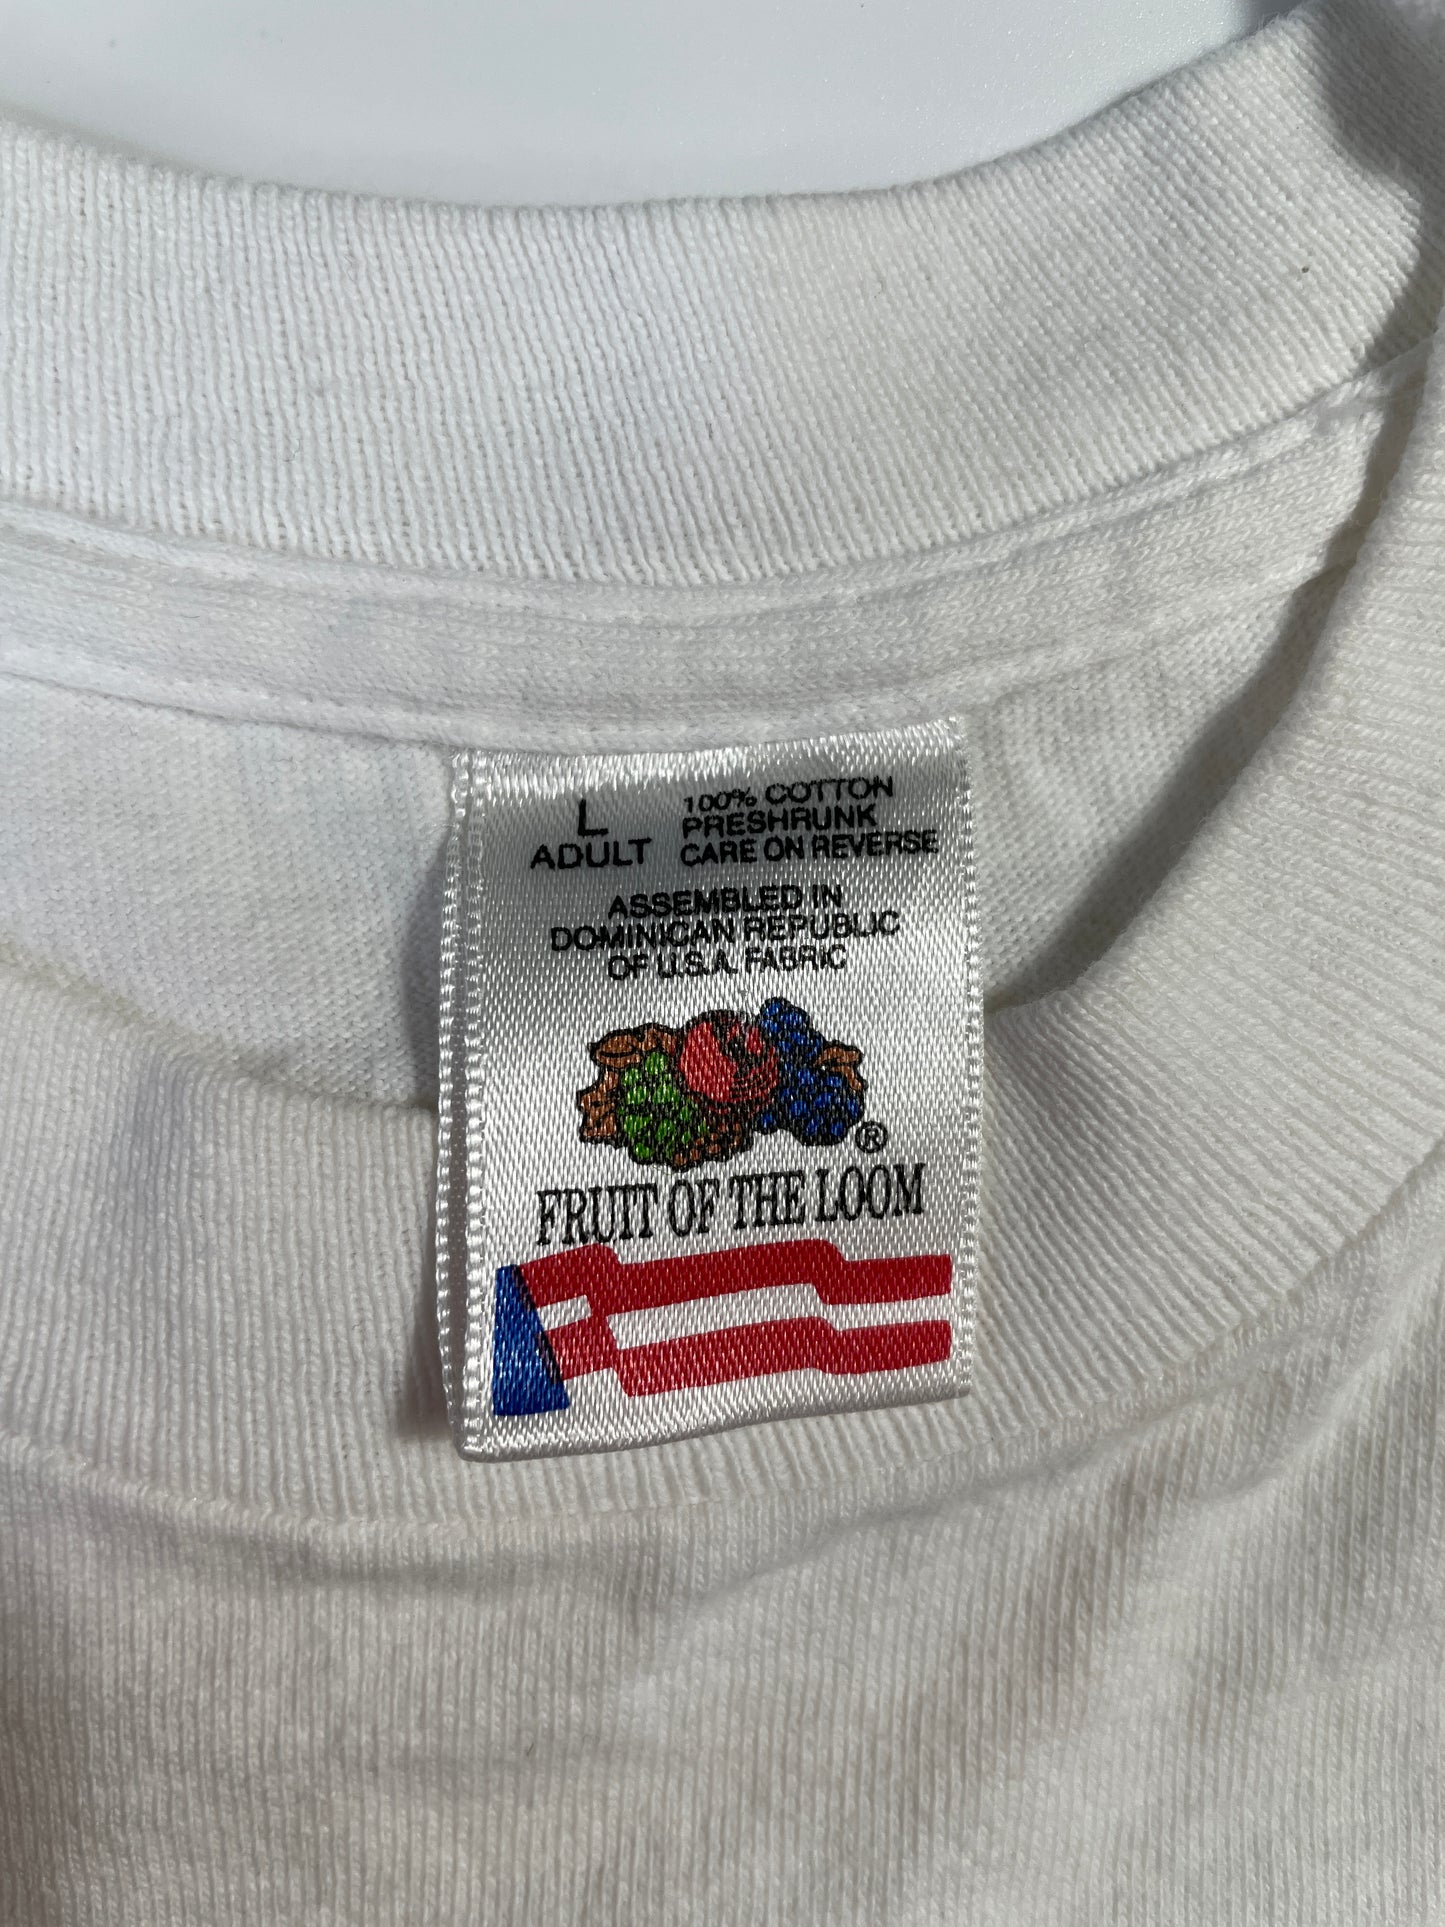 L
ADULT
100% COTTON
PRESHRUNK
CARE ON REVERSE
ASSEMBLED IN
DOMINICAN REPUBLIC
OF U.S.A. FABRIC
®
FRUIT OF THE LOOM